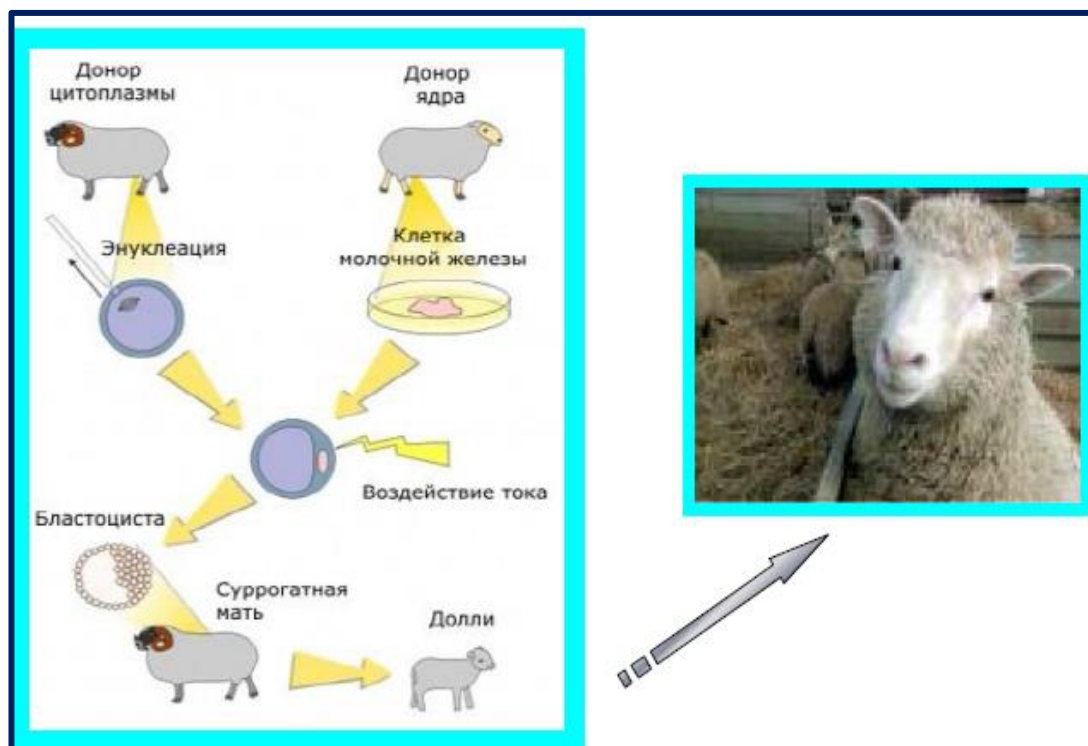 Донор
цитоплазмы
Донор
ядра
Энуклеация
Клетка
молочной железы
Воздействие тока
Бластоциста
Суррогатная
мать
Долли